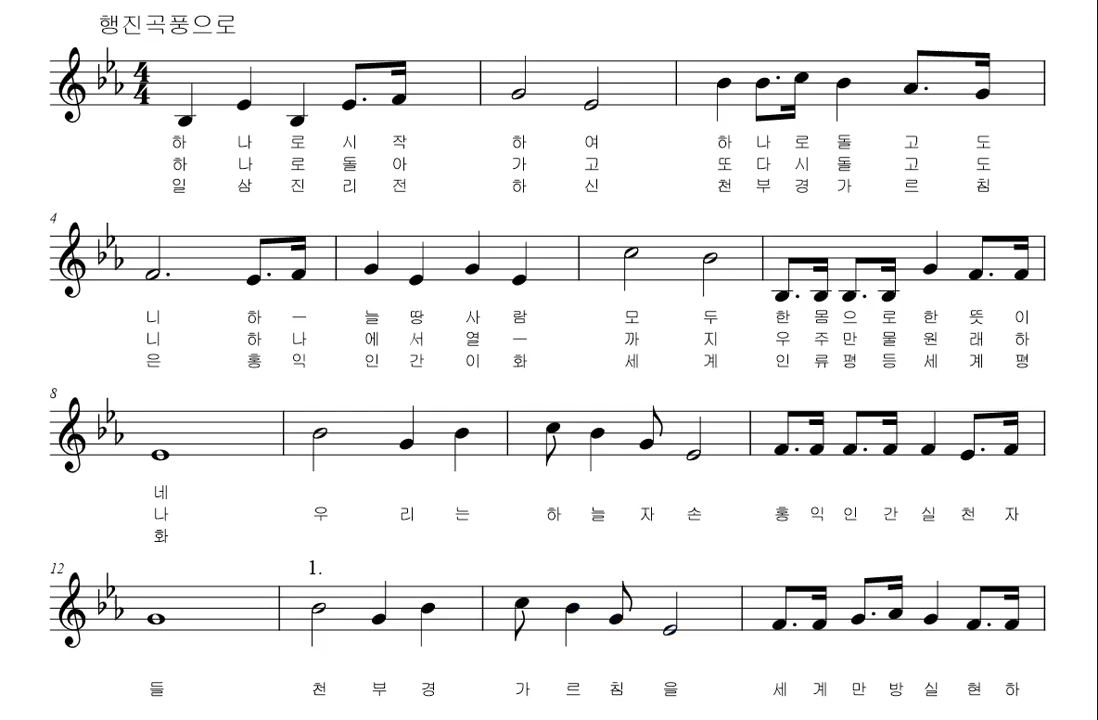 행진곡풍으로
4
4
하 나 로 시 작 하 여 하 나 로 돌 고 도
하 나 로 돌 아 가 고 또 다 시 돌 고 도
일 삼 진 리 전 하 신 천 부 경 가 르 침
4
니 하 ㅡ 늘 땅 사 람 모 두 한 몸 으 로 한 뜻 이
니 하 나 에 서 열 ㅡ 까 지 우 주 만 물 원 래 하
은 홍 익 인 간 이 화 세 계 인 류 평 등 세 계 평
8
네
나 우 리 는 하 늘 자 손 홍 익 인 간 실 천 자
화
12
1.
들 천 부 경 가 르 침 을 세 계 만 방 실 현 하